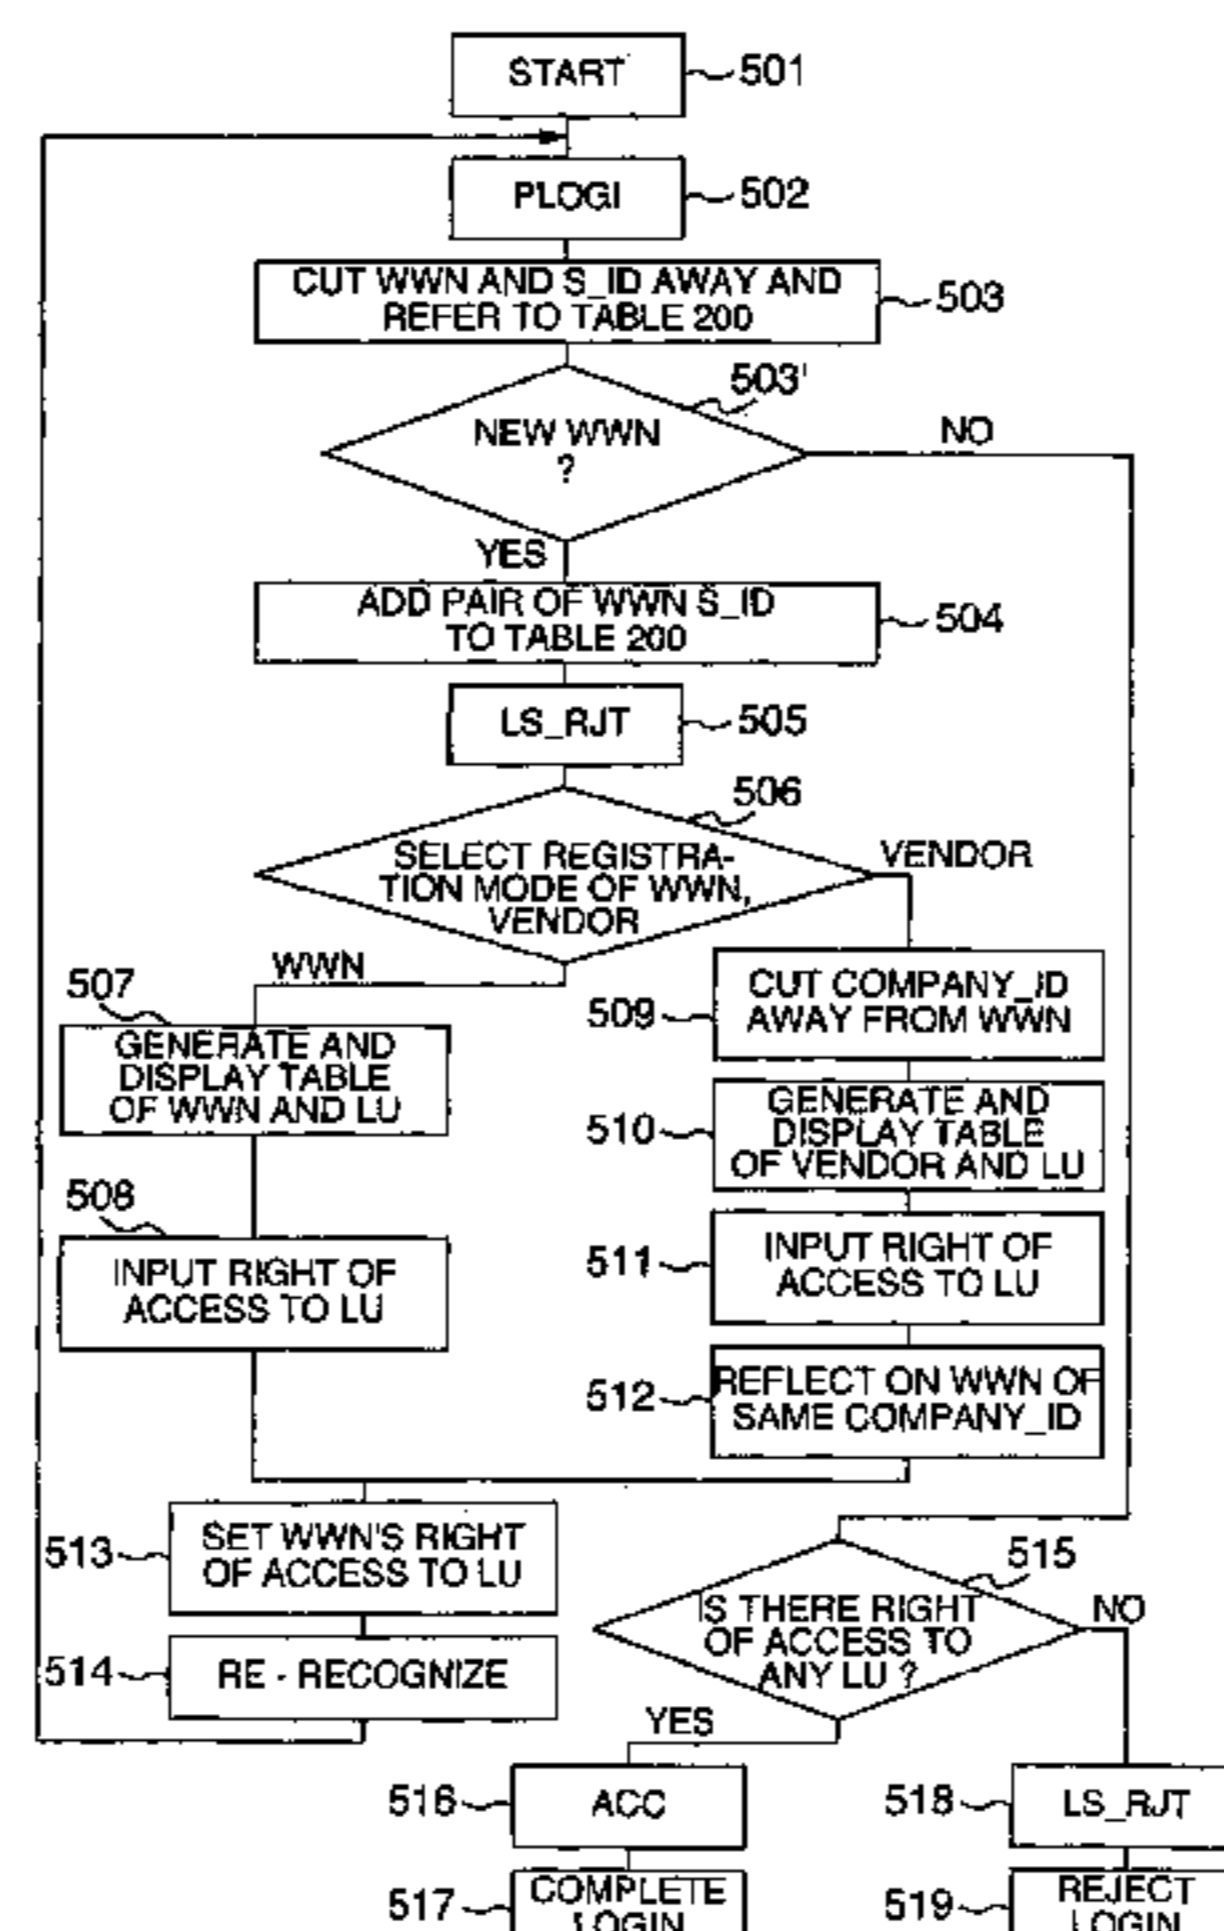 START
501
PLOGI
502
CUT WWN AND S_ID AWAY AND
REFER TO TABLE 200
503
503'
NEW WWN
?
NO
YES
ADD PAIR OF WWN S_ID
TO TABLE 200
504
LS_RJT
505
506
SELECT REGISTRA-
TION MODE OF WWN,
VENDOR
VENDOR
WWN
507
GENERATE AND
DISPLAY TABLE
OF WWN AND LU
508
INPUT RIGHT OF
ACCESS TO LU
509
CUT COMPANY_ID
AWAY FROM WWN
510
GENERATE AND
DISPLAY TABLE
OF VENDOR AND LU
511
INPUT RIGHT OF
ACCESS TO LU
512
REFLECT ON WWN OF
SAME COMPANY_ID
513
SET WWN'S RIGHT
OF ACCESS TO LU
514
RE - RECOGNIZE
515
IS THERE RIGHT
OF ACCESS TO
ANY LU ?
NO
YES
516
ACC
517
COMPLETE
LOGIN
518
LS_RJT
519
REJECT
LOGIN